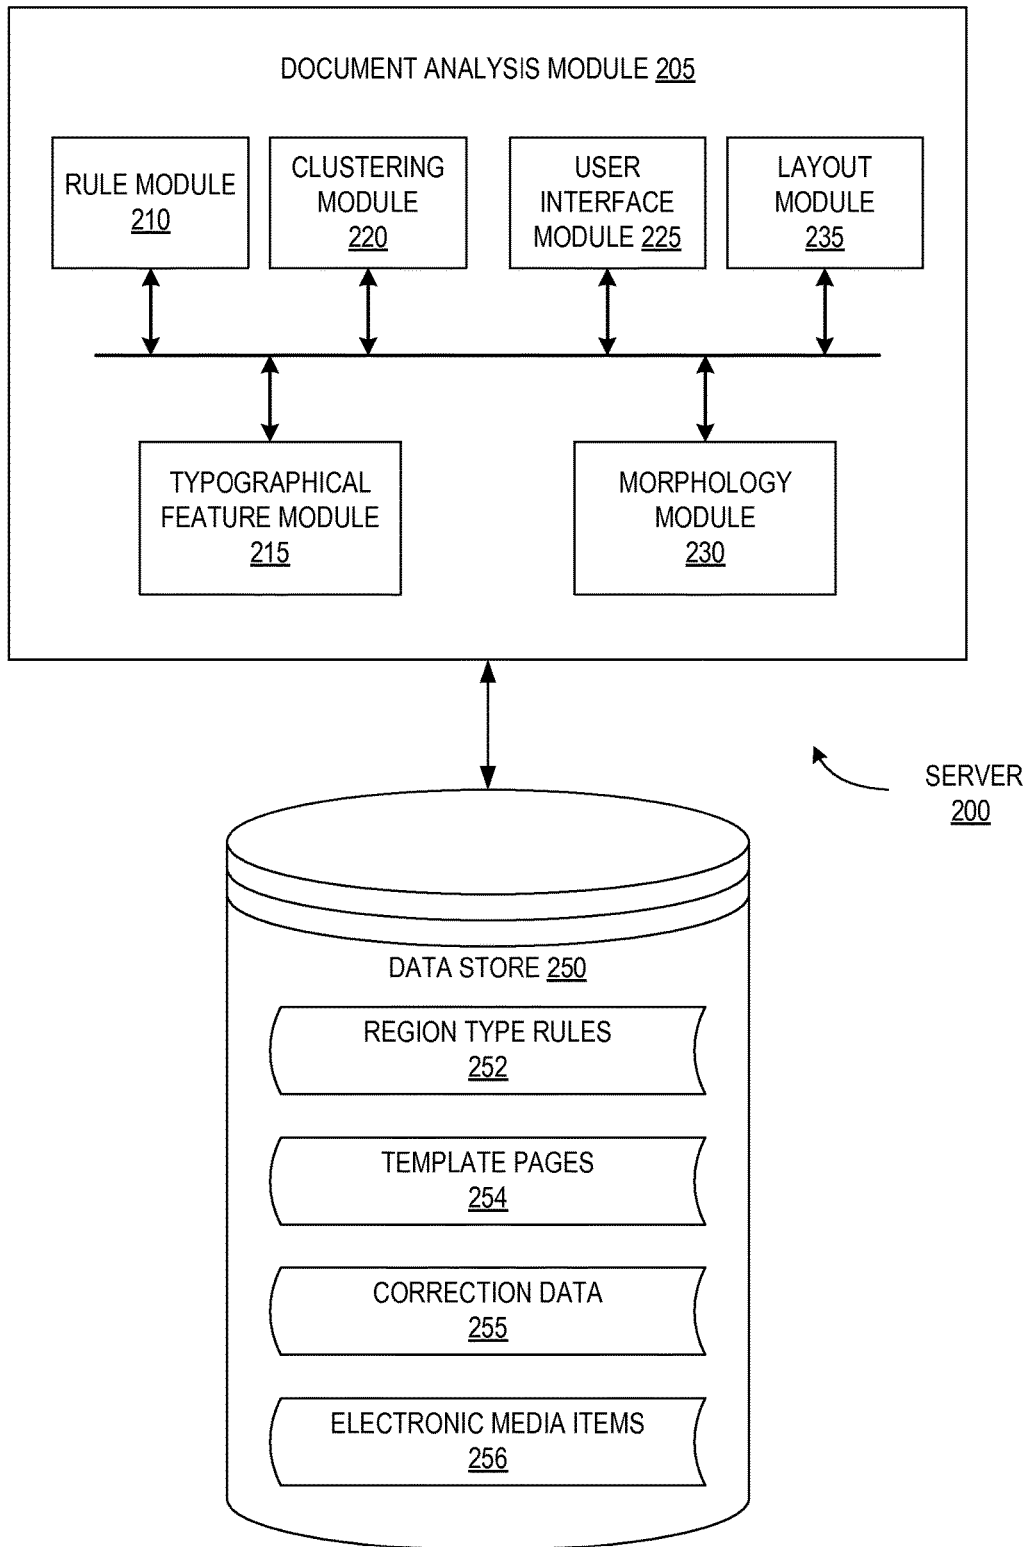 DOCUMENT ANALYSIS MODULE 205
RULE MODULE
210
CLUSTERING
MODULE
220
USER
INTERFACE
MODULE 225
LAYOUT
MODULE
235
TYPOGRAPHICAL
FEATURE MODULE
215
MORPHOLOGY
MODULE
230
SERVER
200
DATA STORE 250
REGION TYPE RULES
252
TEMPLATE PAGES
254
CORRECTION DATA
255
ELECTRONIC MEDIA ITEMS
256